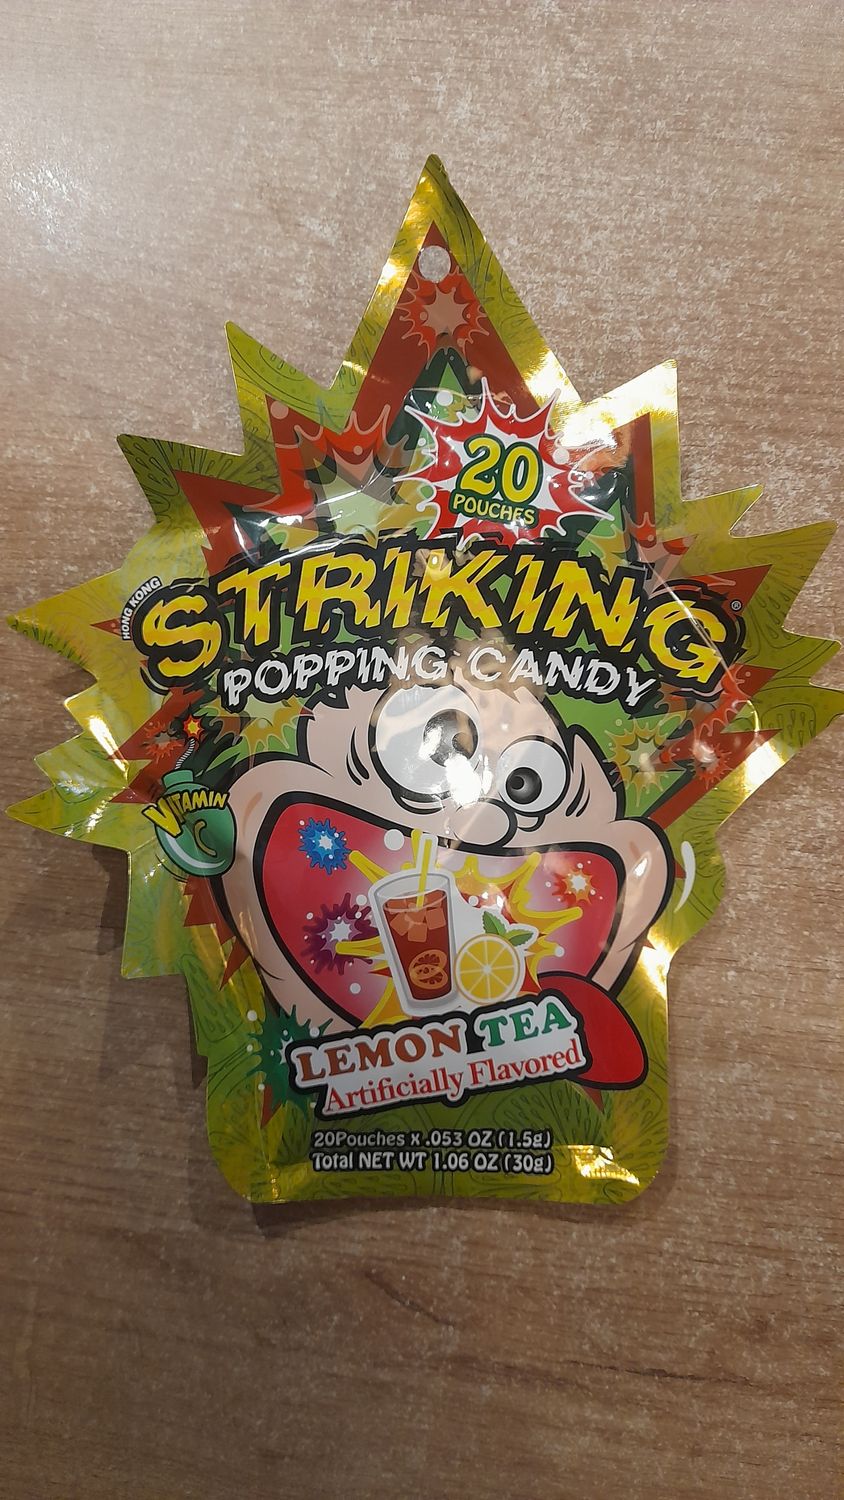 20
POUCHES
HONG KONG
STRIKING®
POPPING CANDY
VITAMIN
C
LEMON TEA
Artificially Flavored
20Pouches x .053 OZ (1.5g)
Total NET WT 1.06 OZ (30g)